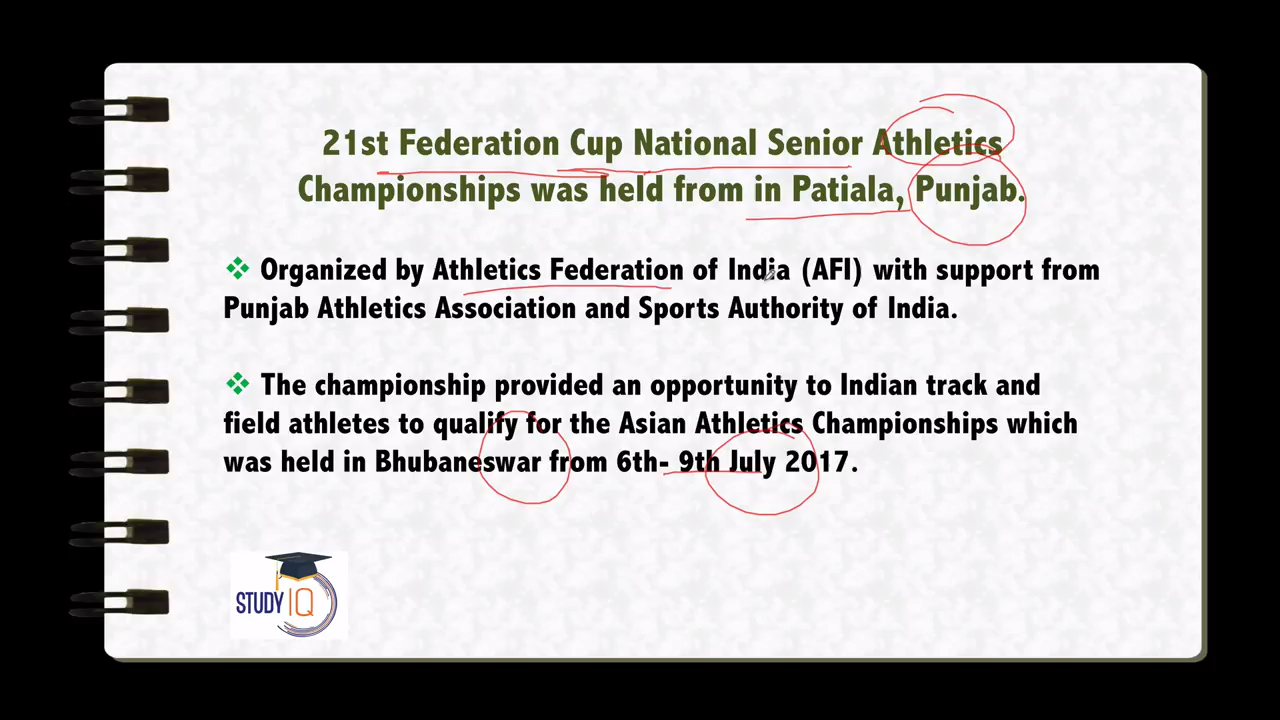 21st Federation Cup National Senior Athletics
Championships was held from in Patiala, Punjab.
Organized by Athletics Federation of India (AFI) with support from
Punjab Athletics Association and Sports Authority of India.
The championship provided an opportunity to Indian track and
field athletes to qualify for the Asian Athletics Championships which
was held in Bhubaneswar from 6th- 9th July 2017.
STUDY IQ